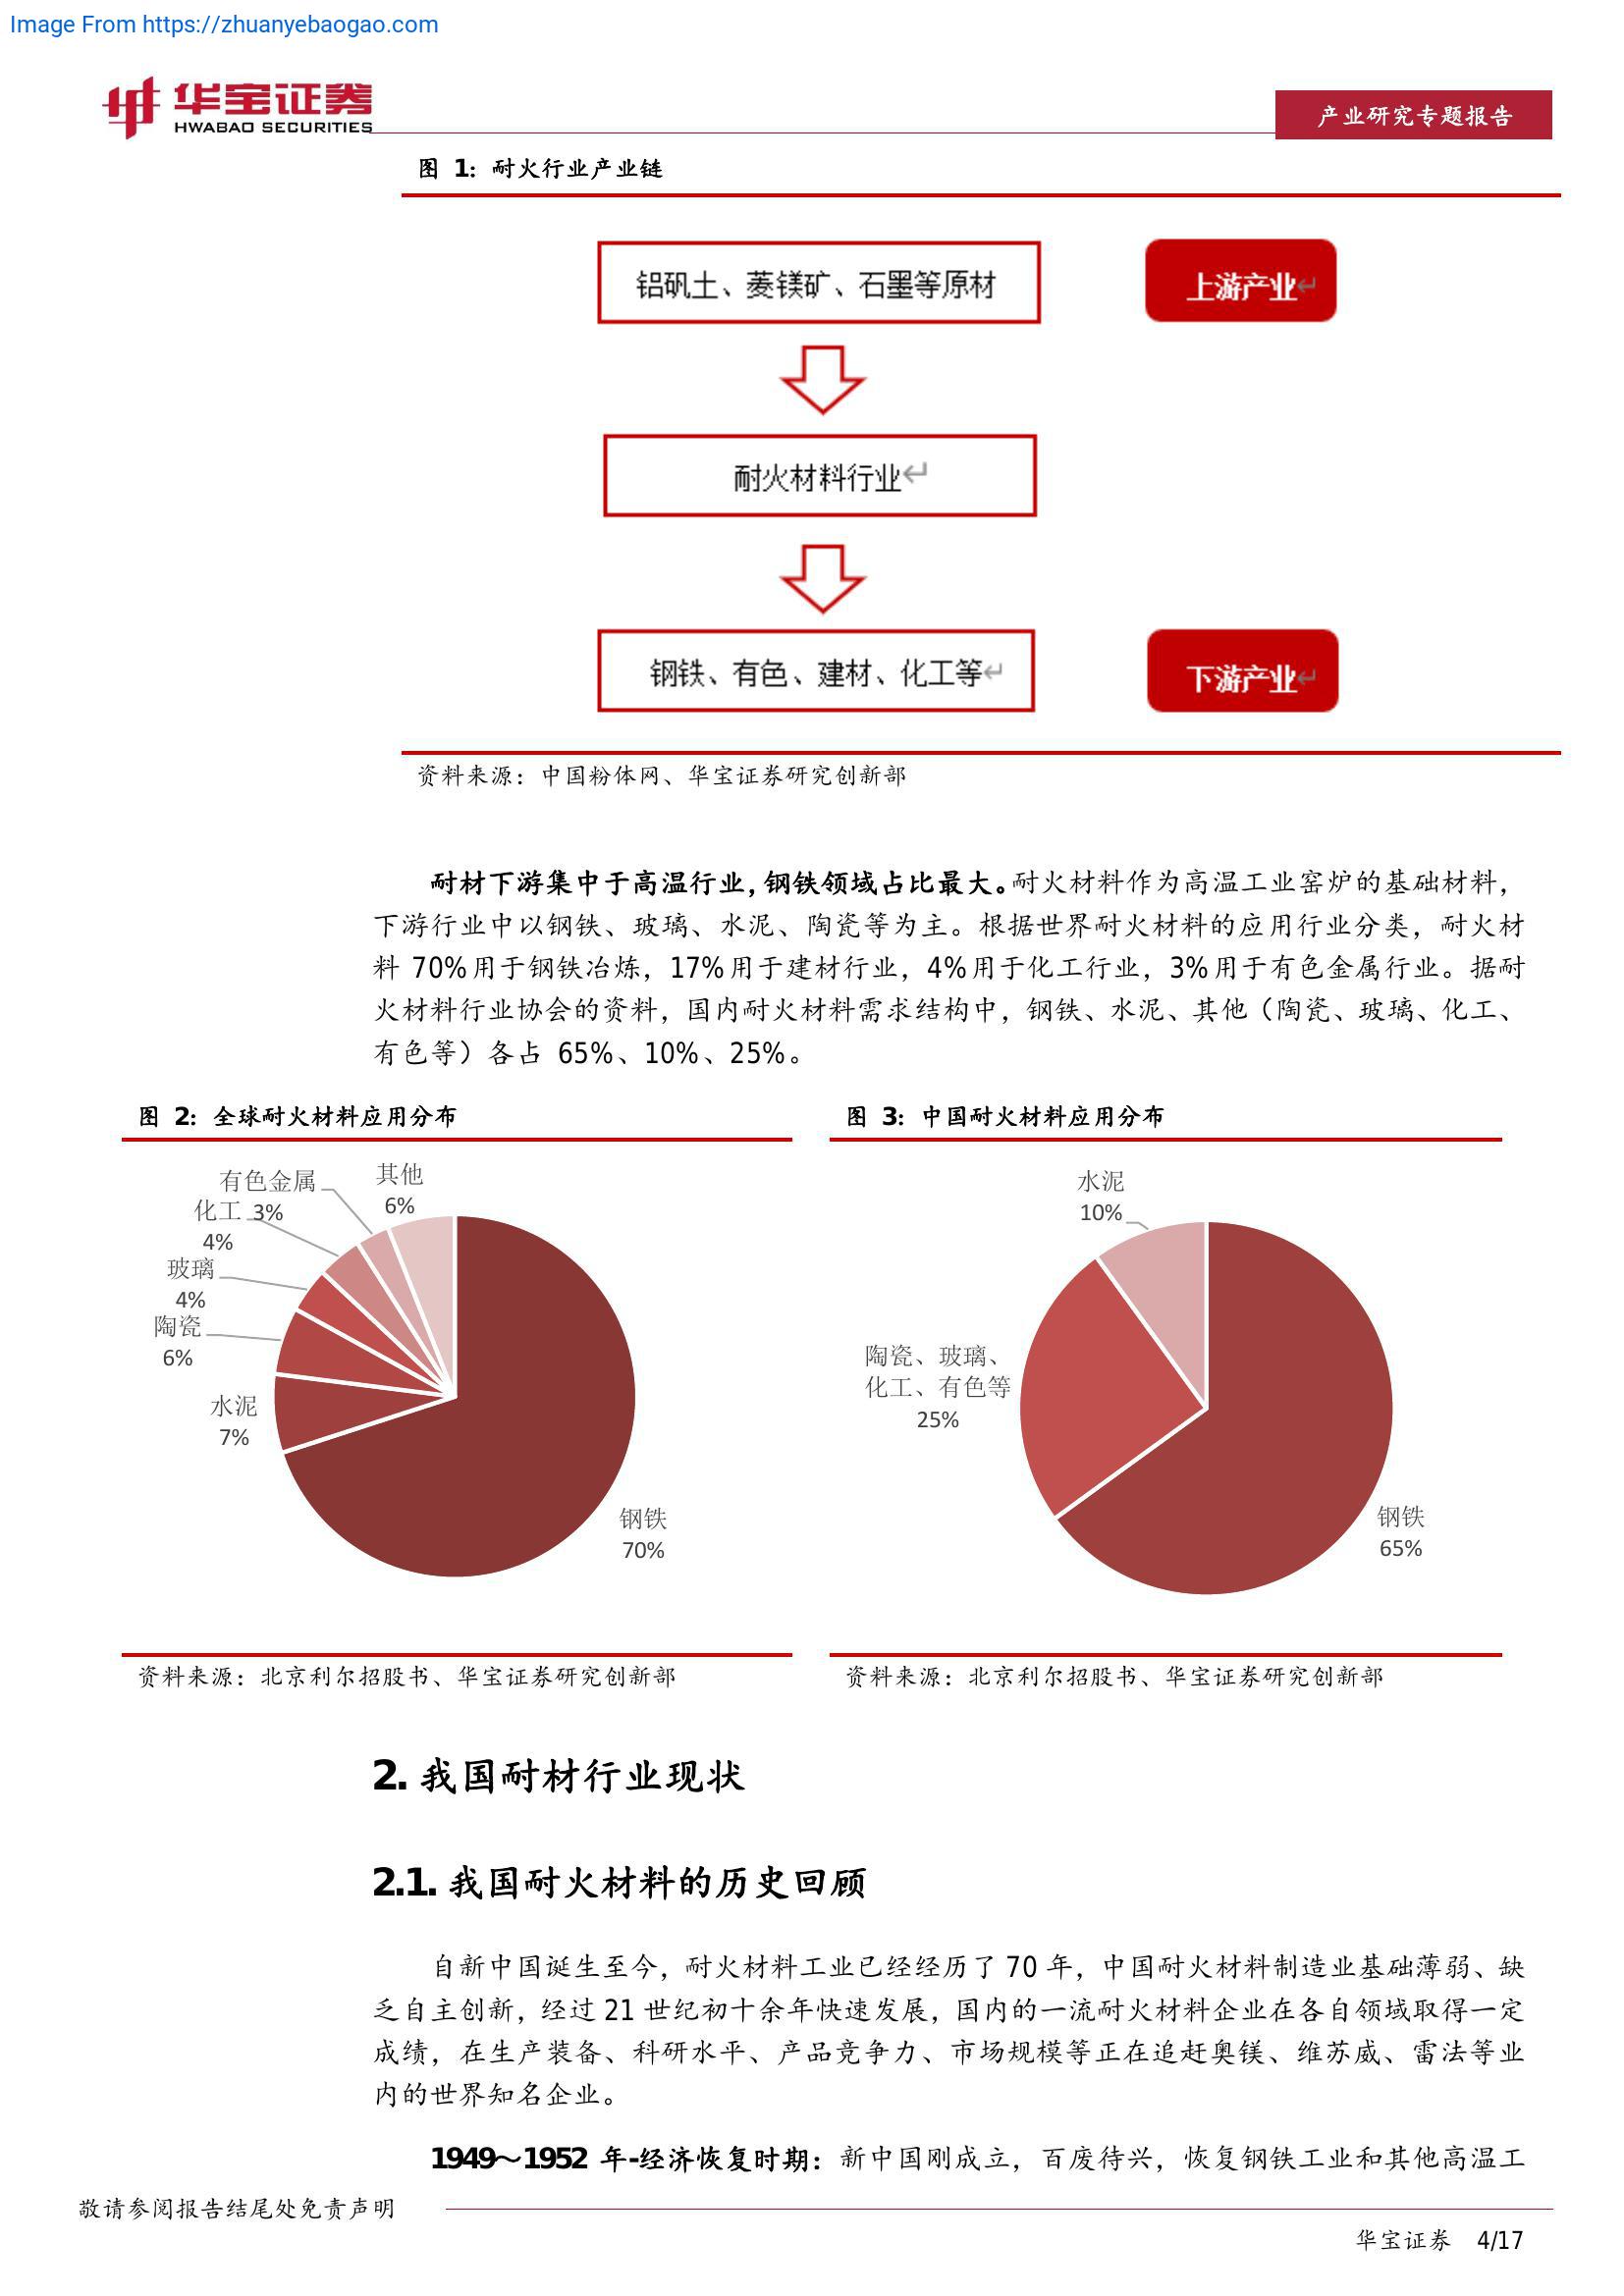 Image From https://zhuanyebaogao.com
华宝证券
HWABAO SECURITIES
产业研究专题报告
图 1: 耐火行业产业链
铝矾土、菱镁矿、石墨等原材
上游产业↵
耐火材料行业↵
钢铁、有色、建材、化工等↵
下游产业↵
资料来源：中国粉体网、华宝证券研究创新部
耐材下游集中于高温行业，钢铁领域占比最大。耐火材料作为高温工业窑炉的基础材料，
下游行业中以钢铁、玻璃、水泥、陶瓷等为主。根据世界耐火材料的应用行业分类，耐火材
料 70%用于钢铁冶炼，17%用于建材行业，4%用于化工行业，3%用于有色金属行业。据耐
火材料行业协会的资料，国内耐火材料需求结构中，钢铁、水泥、其他（陶瓷、玻璃、化工、
有色等）各占 65%、10%、25%。
图 2: 全球耐火材料应用分布
有色金属
3%
其他
6%
化工
4%
玻璃
4%
陶瓷
6%
水泥
7%
钢铁
70%
资料来源：北京利尔招股书、华宝证券研究创新部
图 3: 中国耐火材料应用分布
水泥
10%
陶瓷、玻璃、
化工、有色等
25%
钢铁
65%
资料来源：北京利尔招股书、华宝证券研究创新部
2. 我国耐材行业现状
2.1. 我国耐火材料的历史回顾
自新中国诞生至今，耐火材料工业已经经历了 70 年，中国耐火材料制造业基础薄弱、缺
乏自主创新，经过 21 世纪初十余年快速发展，国内的一流耐火材料企业在各自领域取得一定
成绩，在生产装备、科研水平、产品竞争力、市场规模等正在追赶奥镁、维苏威、雷法等业
内的世界知名企业。
1949～1952 年-经济恢复时期：新中国刚成立，百废待兴，恢复钢铁工业和其他高温工
敬请参阅报告结尾处免责声明
华宝证券 4/17